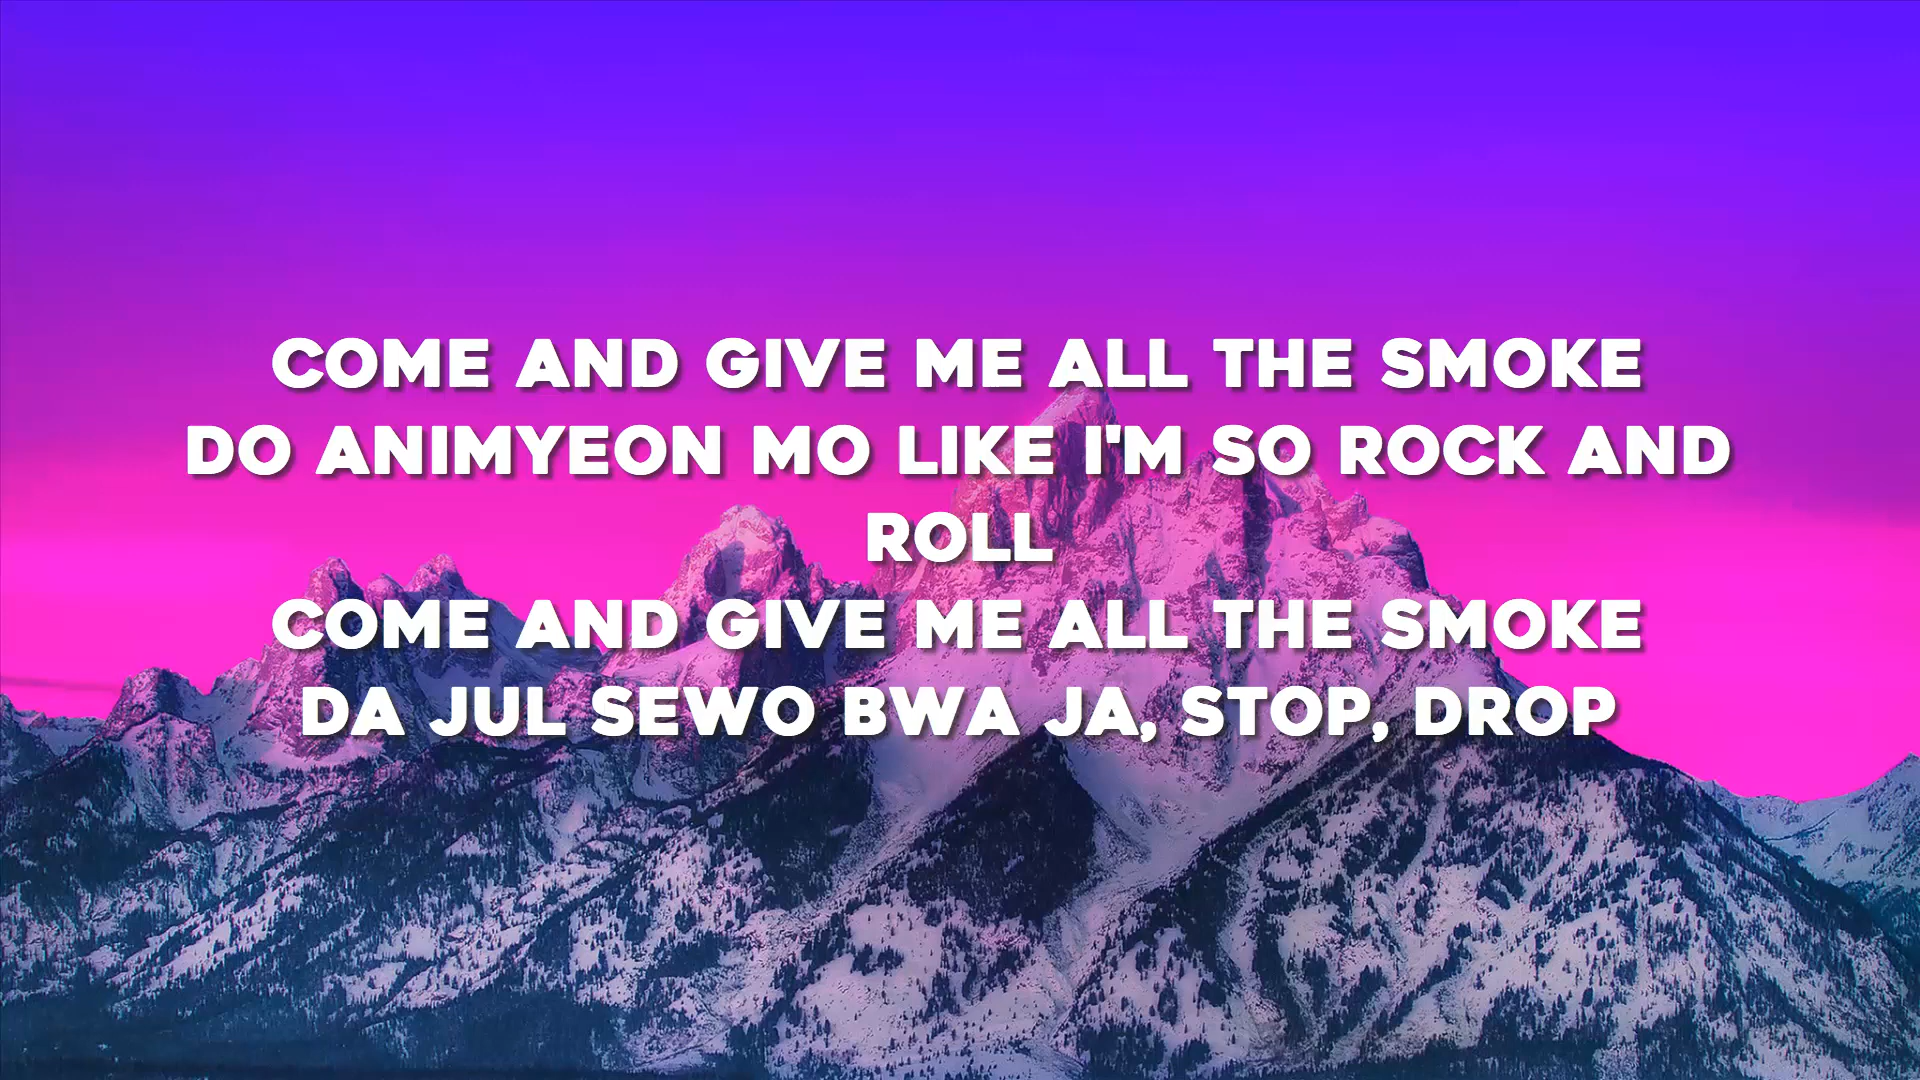 COME AND GIVE ME ALL THE SMOKE
DO ANIMYEON MO LIKE I'M SO ROCK AND
ROLL
COME AND GIVE ME ALL THE SMOKE
DA JUL SEWO BWA JA, STOP, DROP